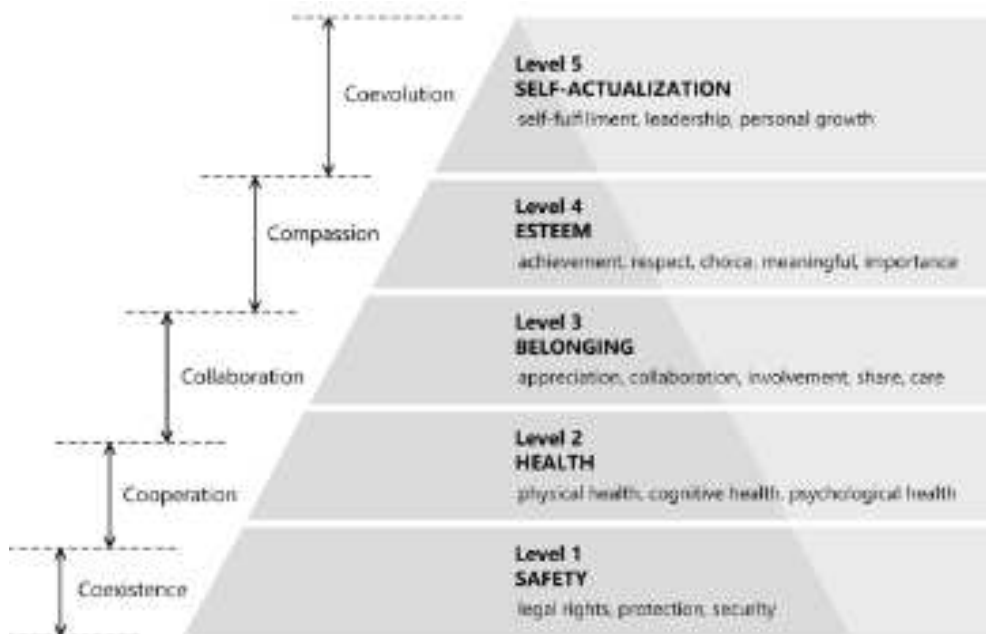 Level 5
SELF-ACTUALIZATION
Coevolution
self-fulfillment, leadership, personal growth
Level 4
ESTEEM
Compassion
achievement, respect, choice, meaningful, importance
Level 3
BELONGING
Collaboration
appreciation, collaboration, involvement, share, care
Level 2
HEALTH
Cooperation
physical health, cognitive health, psychological health
Level 1
SAFETY
Coexistence
legal rights, protection, security